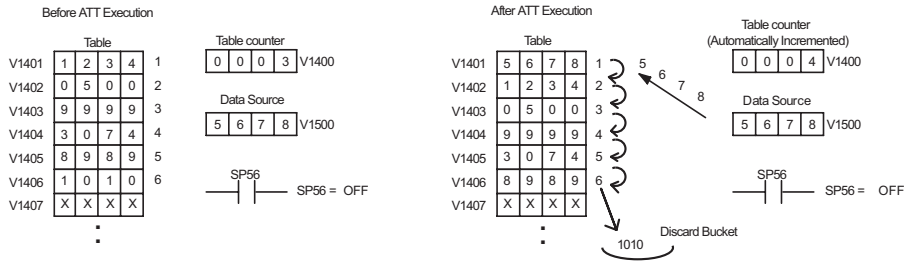 Before ATT Execution
Table
V1401 1 2 3 4 1
V1402 0 5 0 0 2
V1403 9 9 9 9 3
V1404 3 0 7 4 4
V1405 8 9 8 9 5
V1406 1 0 1 0 6
V1407 X X X X
:
Table counter
0 0 0 3 V1400
Data Source
5 6 7 8 V1500
SP56
SP56 = OFF
After ATT Execution
Table
V1401 5 6 7 8 1
V1402 1 2 3 4 2
V1403 0 5 0 0 3
V1404 9 9 9 9 4
V1405 3 0 7 4 5
V1406 8 9 8 9 6
V1407 X X X X
:
5 6 7 8
Table counter
(Automatically Incremented)
0 0 0 4 V1400
Data Source
5 6 7 8 V1500
SP56
SP56 = OFF
Discard Bucket
1010